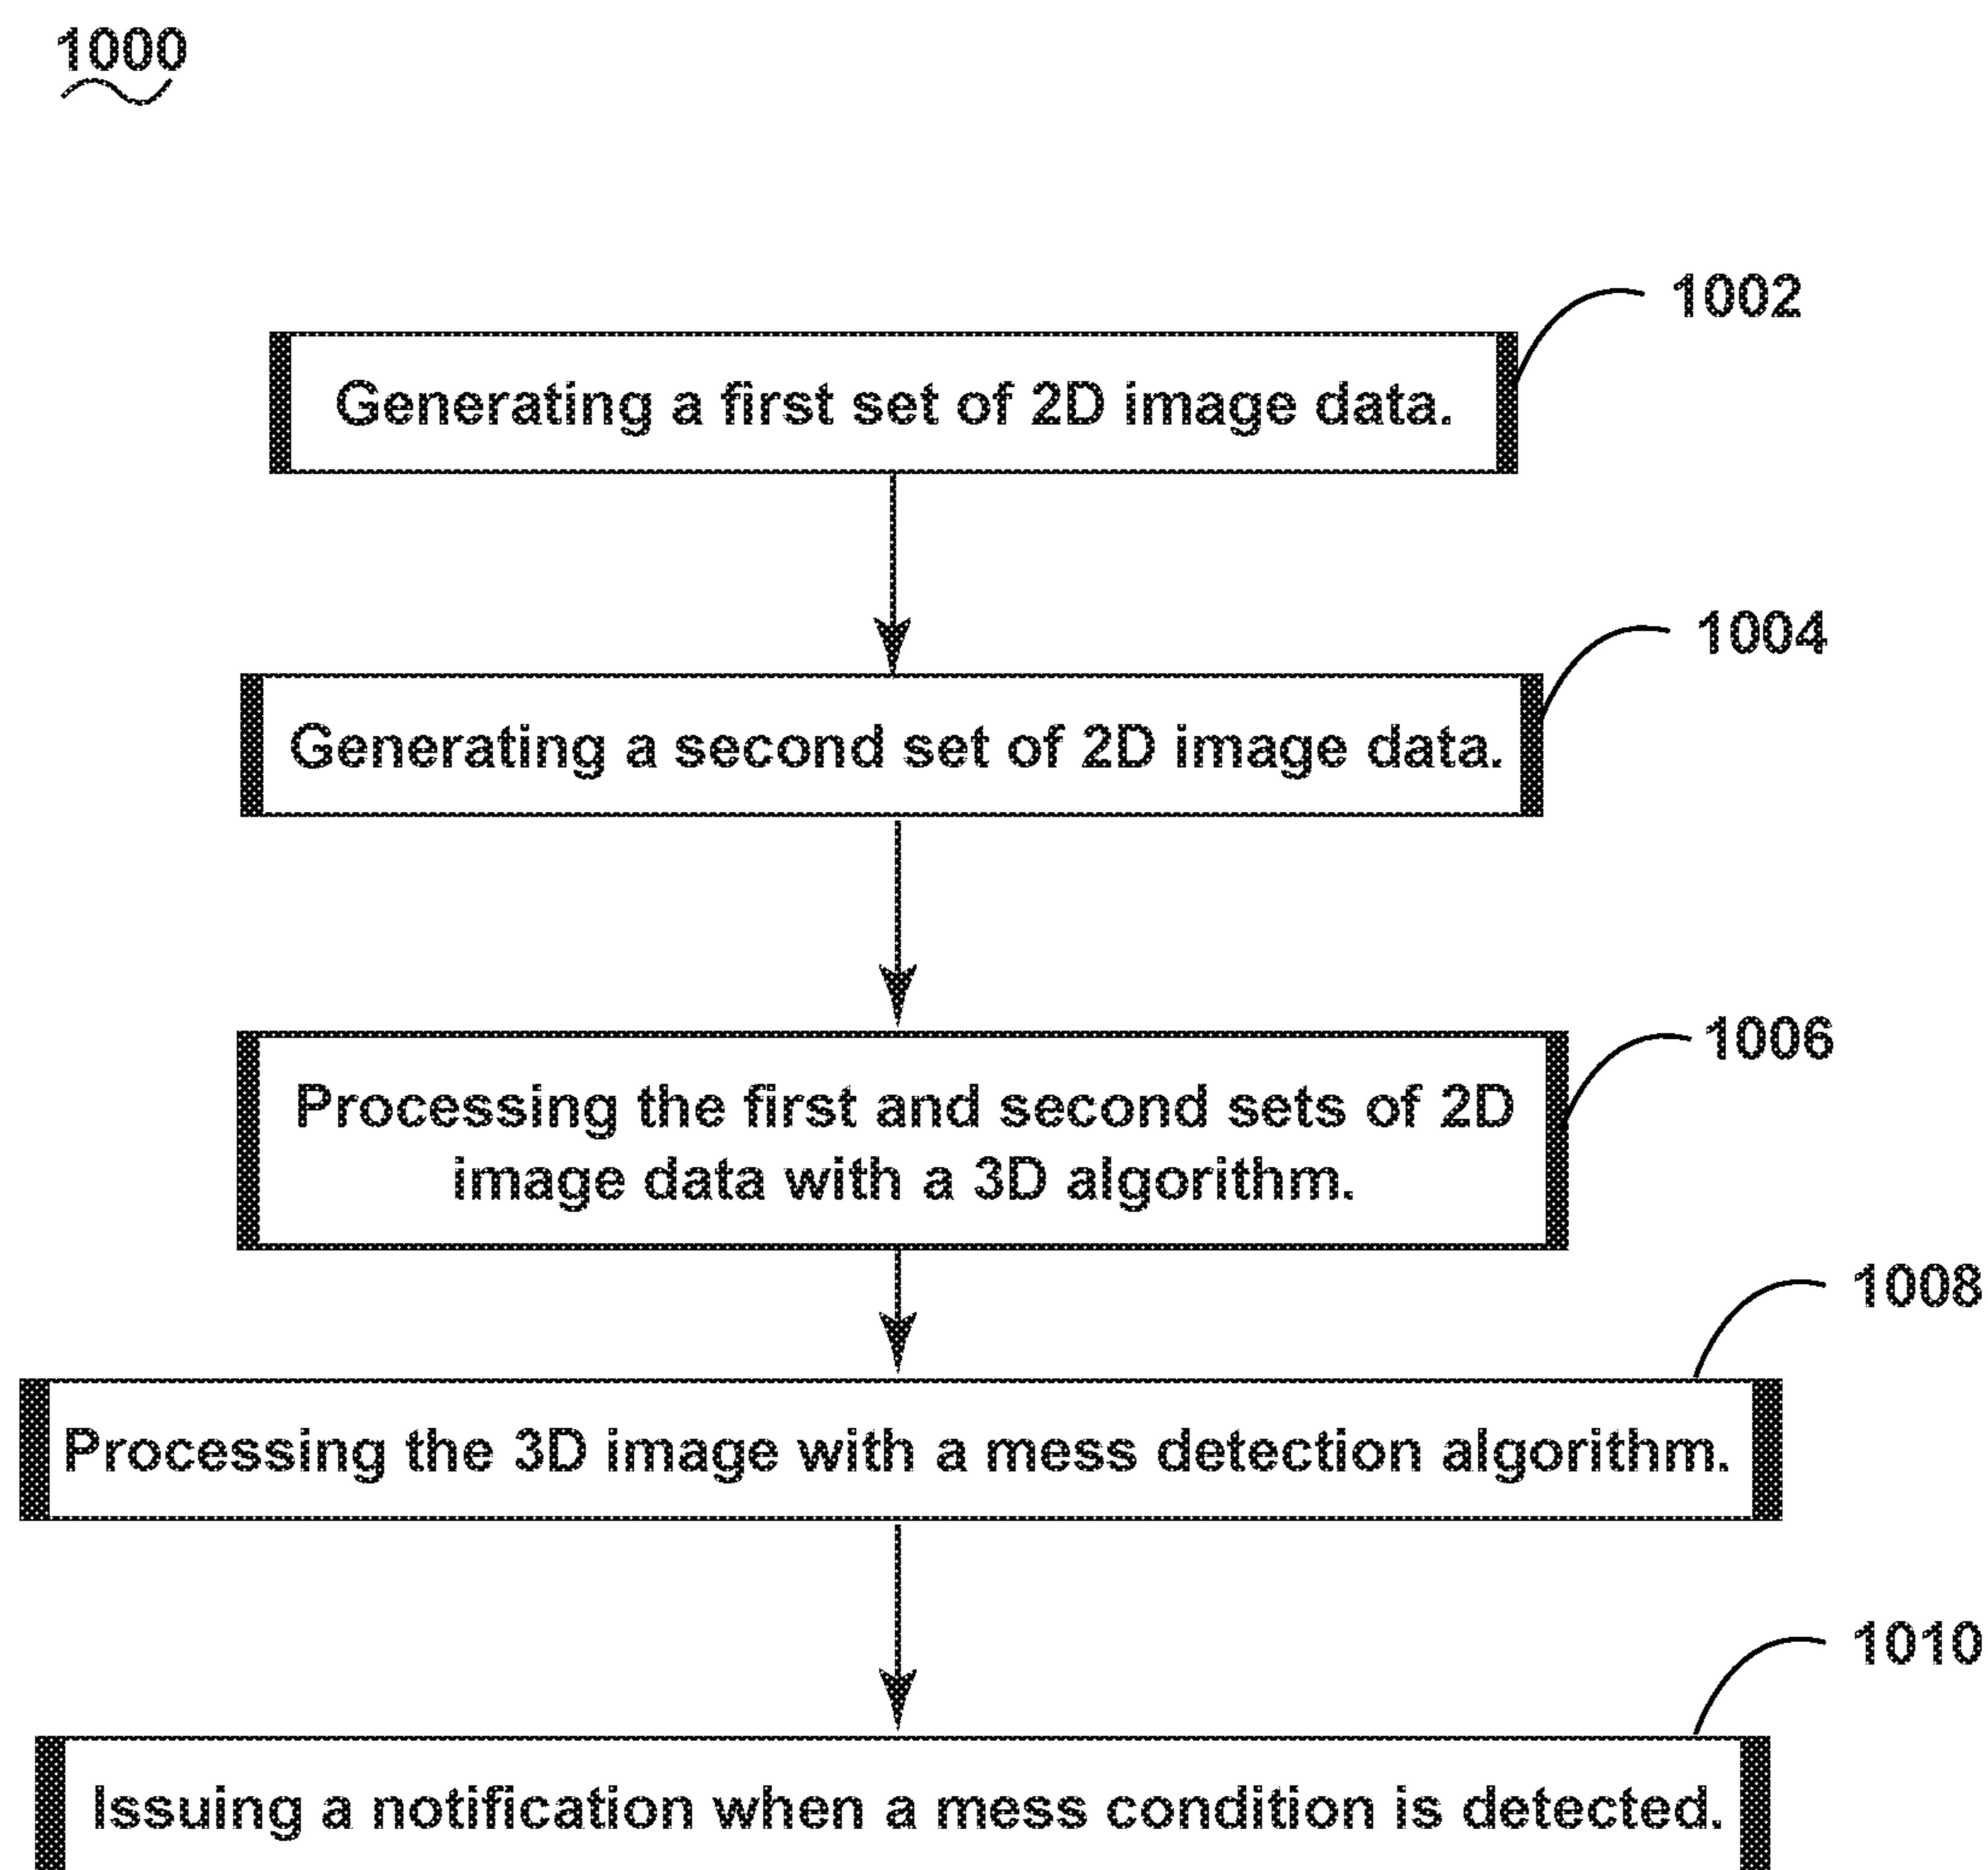 1000
1002
Generating a first set of 2D image data.
1004
Generating a second set of 2D image data.
1006
Processing the first and second sets of 2D
image data with a 3D algorithm.
1008
Processing the 3D image with a mess detection algorithm.
1010
Issuing a notification when a mess condition is detected.